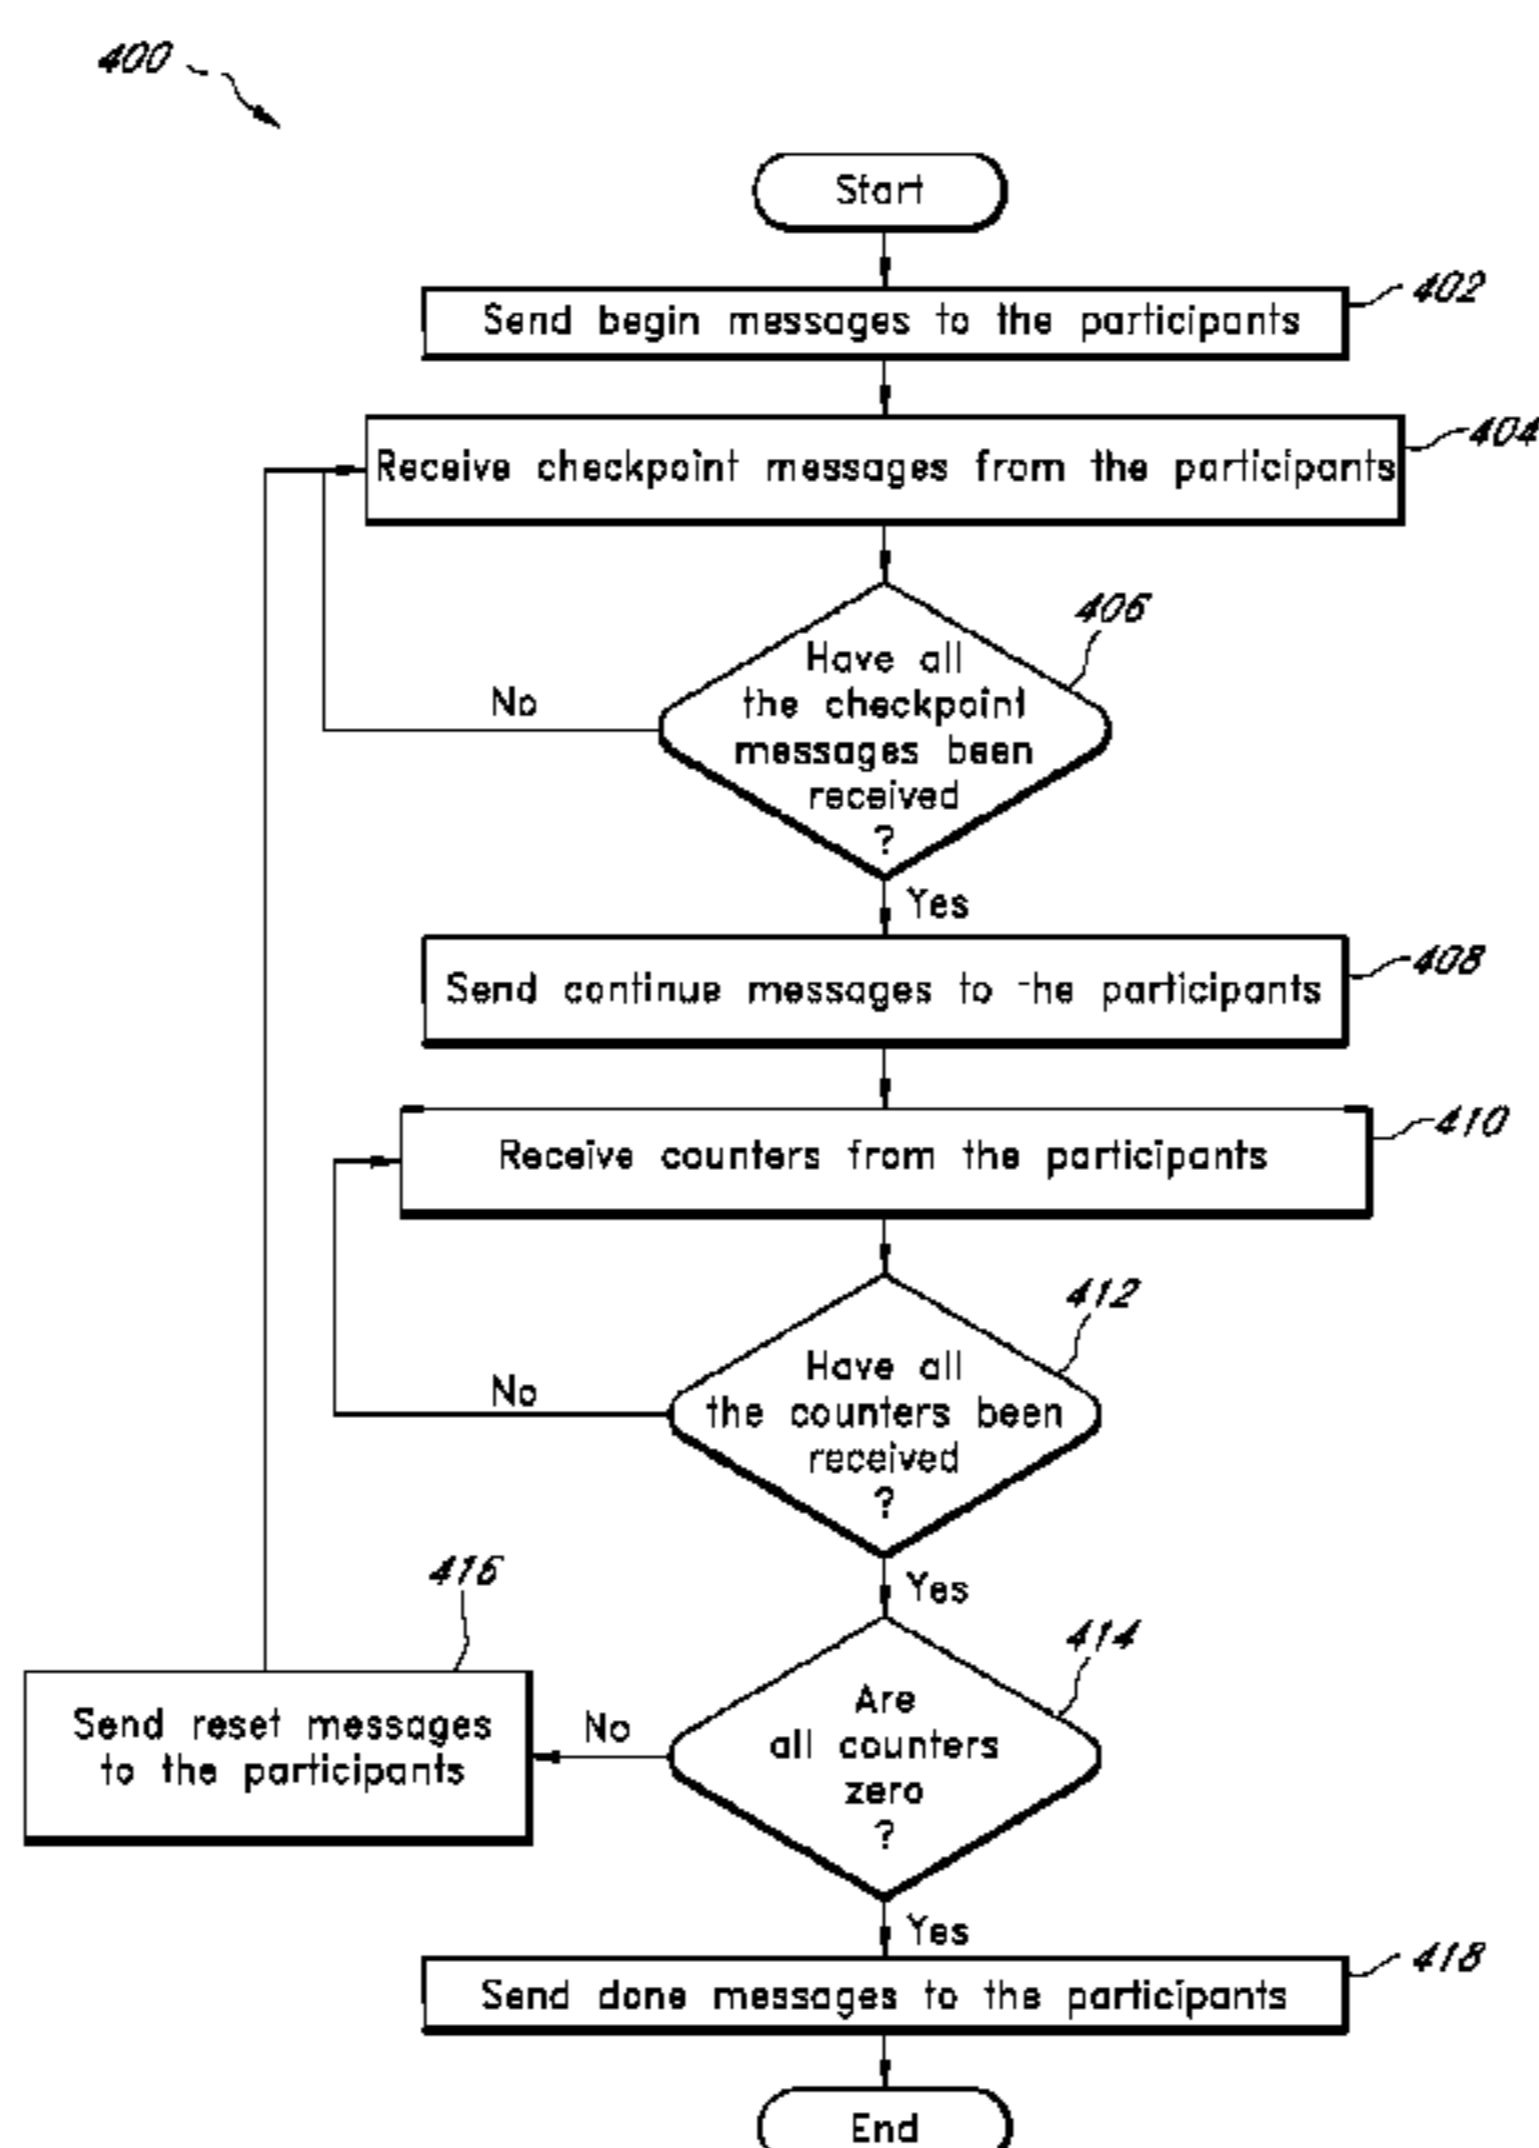 400
Start
Send begin messages to the participants
402
Receive checkpoint messages from the participants
404
406
Have all
the checkpoint
messages been
received
?
No
Yes
Send continue messages to the participants
408
Receive counters from the participants
410
412
Have all
the counters been
received
?
No
Yes
416
414
Send reset messages
to the participants
No
Are
all counters
zero
?
Yes
Send done messages to the participants
418
End